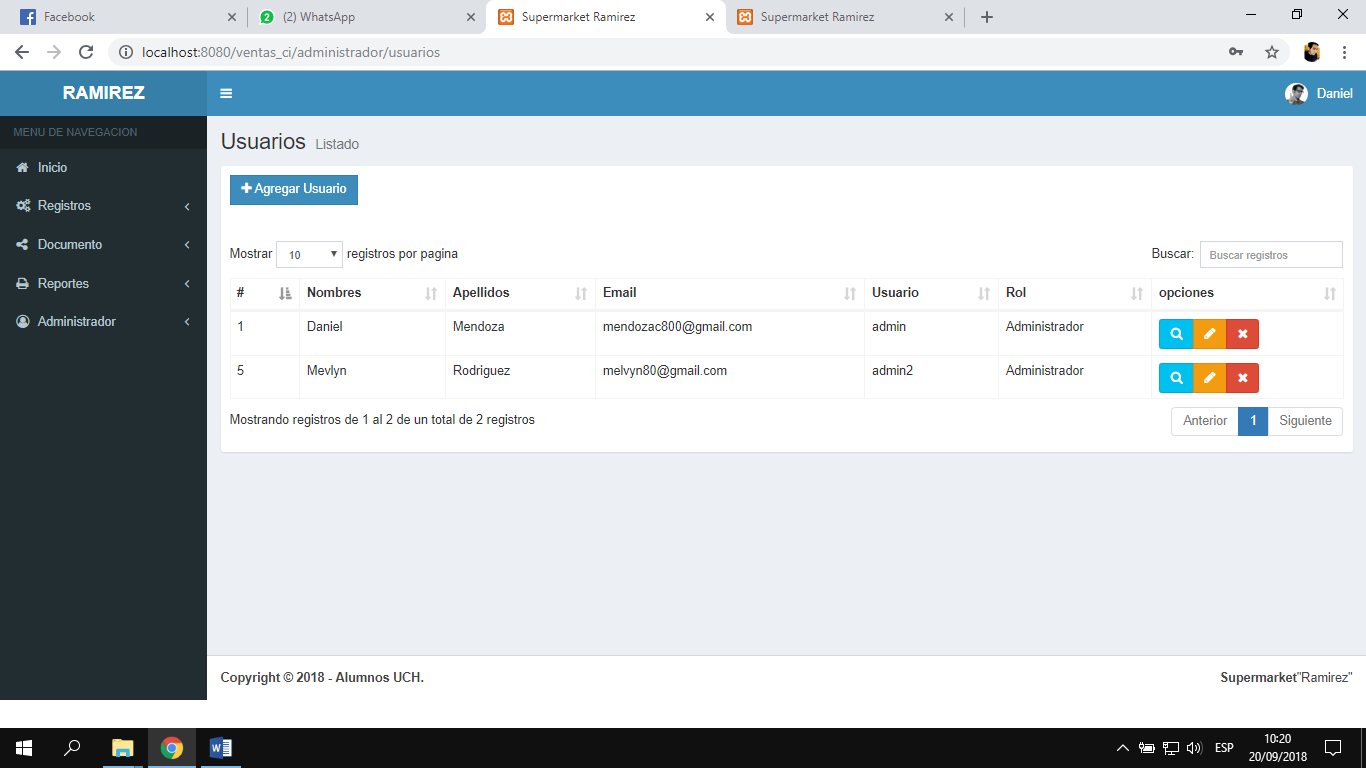 Facebook
(2) WhatsApp
Supermarket Ramirez
Supermarket Ramirez
localhost:8080/ventas_ci/administrador/usuarios
RAMIREZ
Daniel
MENU DE NAVEGACION
Inicio
Registros
Documento
Reportes
Administrador
Usuarios Listado
Agregar Usuario
Mostrar 10 registros por pagina
Buscar: Buscar registros
# Nombres Apellidos Email Usuario Rol opciones
1 Daniel Mendoza mendozac800@gmail.com admin Administrador
5 Mevlyn Rodriguez melvyn80@gmail.com admin2 Administrador
Mostrando registros de 1 al 2 de un total de 2 registros
Anterior 1 Siguiente
Copyright © 2018 - Alumnos UCH.
Supermarket"Ramirez"
ESP
10:20
20/09/2018